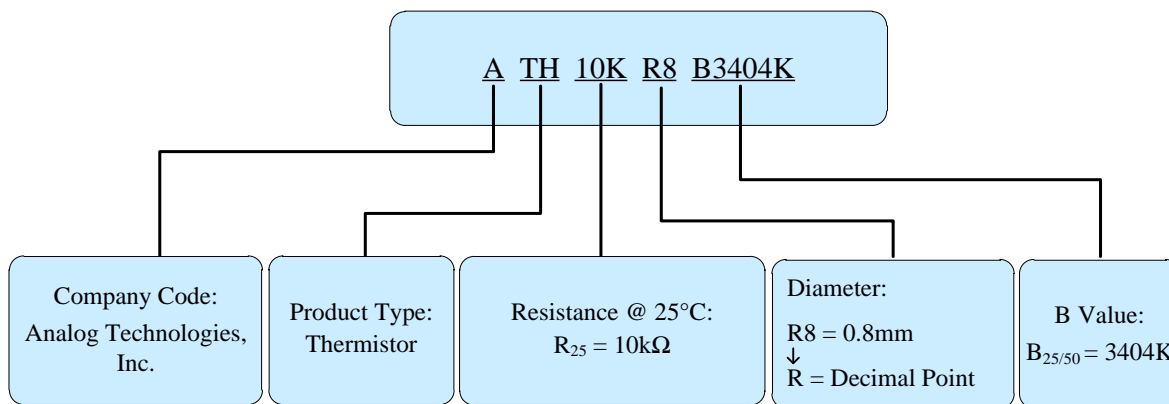 A TH 10K R8 B3404K
Company Code:
Analog Technologies,
Inc.
Product Type:
Thermistor
Resistance @ 25°C:
R25 = 10kΩ
Diameter:
R8 = 0.8mm
↓
R = Decimal Point
B Value:
B25/50 = 3404K